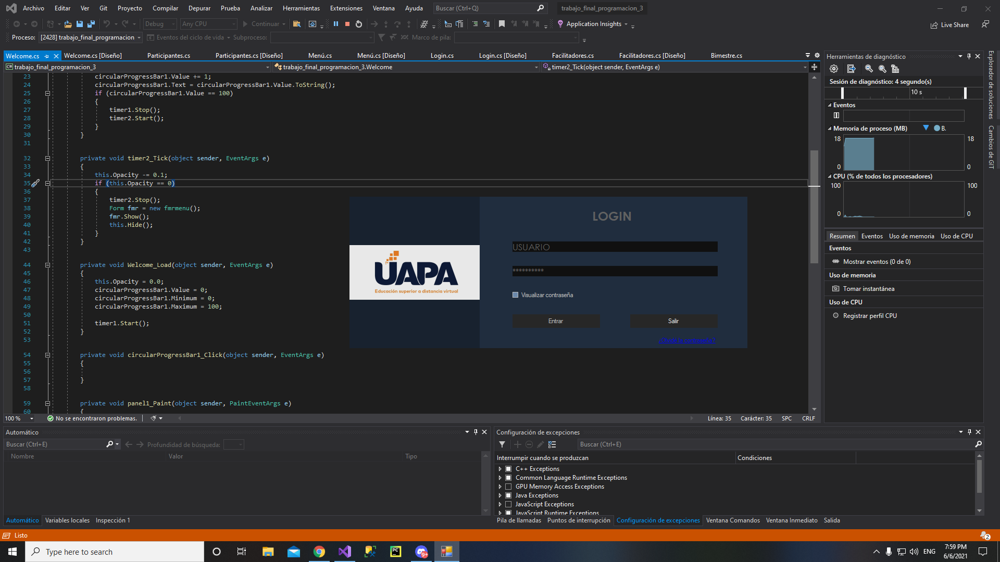 Archivo Editar Ver Git Proyecto Compilar Depurar Prueba Analizar Herramientas Extensiones Ventana Ayuda Buscar (Ctrl+Q) trabajo_final_programacion_3
Debug Any CPU Continuar Application Insights Live Share
Proceso: [2428] trabajo_final_programacion Eventos del ciclo de vida Subproceso: Marco de pila:
Welcome.cs Welcome.cs [Diseño] Participantes.cs Participantes.cs [Diseño] Menú.cs Menú.cs [Diseño] Login.cs Login.cs [Diseño] Facilitadores.cs Facilitadores.cs [Diseño] Bimestre.cs
C# trabajo_final_programacion_3 trabajo_final_programacion_3.Welcome timer2_Tick(object sender, EventArgs e)
23 circularProgressBar1.Value += 1;
24 circularProgressBar1.Text = circularProgressBar1.Value.ToString();
25 if (circularProgressBar1.Value == 100)
26 {
27 timer1.Stop();
28 timer2.Start();
29 }
30 }
31
32 private void timer2_Tick(object sender, EventArgs e)
33 {
34 this.Opacity -= 0.1;
35 if (this.Opacity == 0)
36 {
37 timer2.Stop();
38 Form fmr = new fmrmenu();
39 fmr.Show();
40 this.Hide();
41 }
42 }
43
44 private void Welcome_Load(object sender, EventArgs e)
45 {
46 this.Opacity = 0.0;
47 circularProgressBar1.Value = 0;
48 circularProgressBar1.Minimum = 0;
49 circularProgressBar1.Maximum = 100;
50
51 timer1.Start();
52 }
53
54 private void circularProgressBar1_Click(object sender, EventArgs e)
55 {
56
57 }
58
59 private void panel1_Paint(object sender, PaintEventArgs e)
60 {
LOGIN
USUARIO
**********
Visualizar contraseña
Entrar Salir
¿Olvide la contraseña?
UAPA
Educación superior a distancia virtual
100 % No se encontraron problemas. Línea: 35 Carácter: 35 SPC CRLF
Herramientas de diagnóstico
Sesión de diagnóstico: 4 segundo(s)
10 s
Eventos
Memoria de proceso (MB) B.
18 18
0 0
CPU (% de todos los procesadores)
100 100
0 0
Resumen Eventos Uso de memoria Uso de CPU
Eventos
Mostrar eventos (0 de 0)
Uso de memoria
Tomar instantánea
Uso de CPU
Registrar perfil CPU
Explorador de soluciones
Cambios de GIT
Automático
Buscar (Ctrl+E) Profundidad de búsqueda:
Nombre Valor Tipo
Automático Variables locales Inspección 1
Configuración de excepciones
Buscar (Ctrl+E)
Interrumpir cuando se produzcan Condiciones
C++ Exceptions
Common Language Runtime Exceptions
GPU Memory Access Exceptions
Java Exceptions
JavaScript Exceptions
JavaScript Runtime Exceptions
Pila de llamadas Puntos de interrupción Configuración de excepciones Ventana Comandos Ventana Inmediato Salida
Listo 2
Type here to search PC 9+ ENG 7:59 PM
6/6/2021